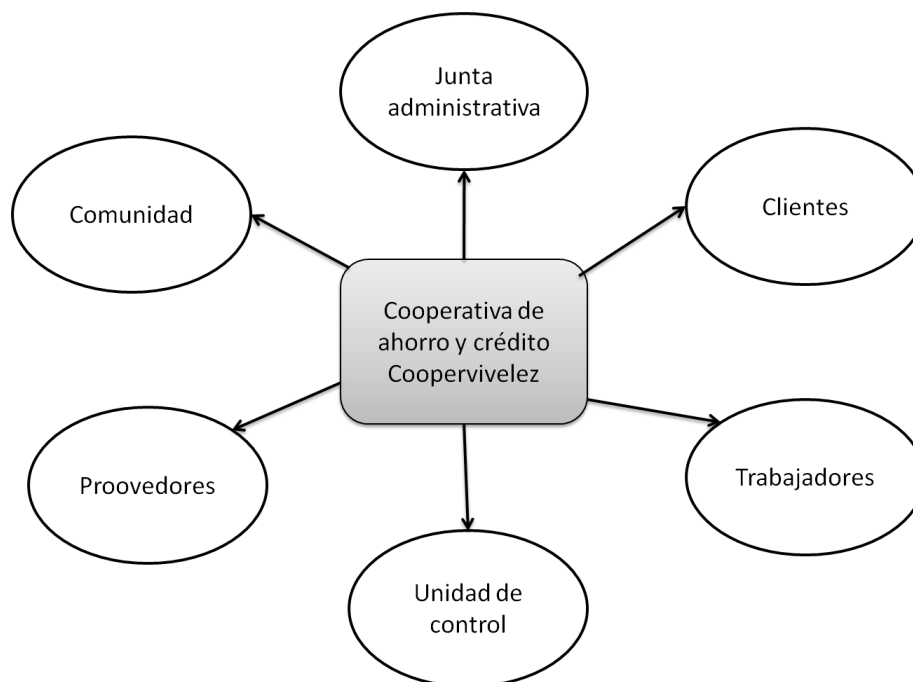 Junta
administrativa
Comunidad
Clientes
Cooperativa de
ahorro y crédito
Coopervivelez
Proovedores
Trabajadores
Unidad de
control